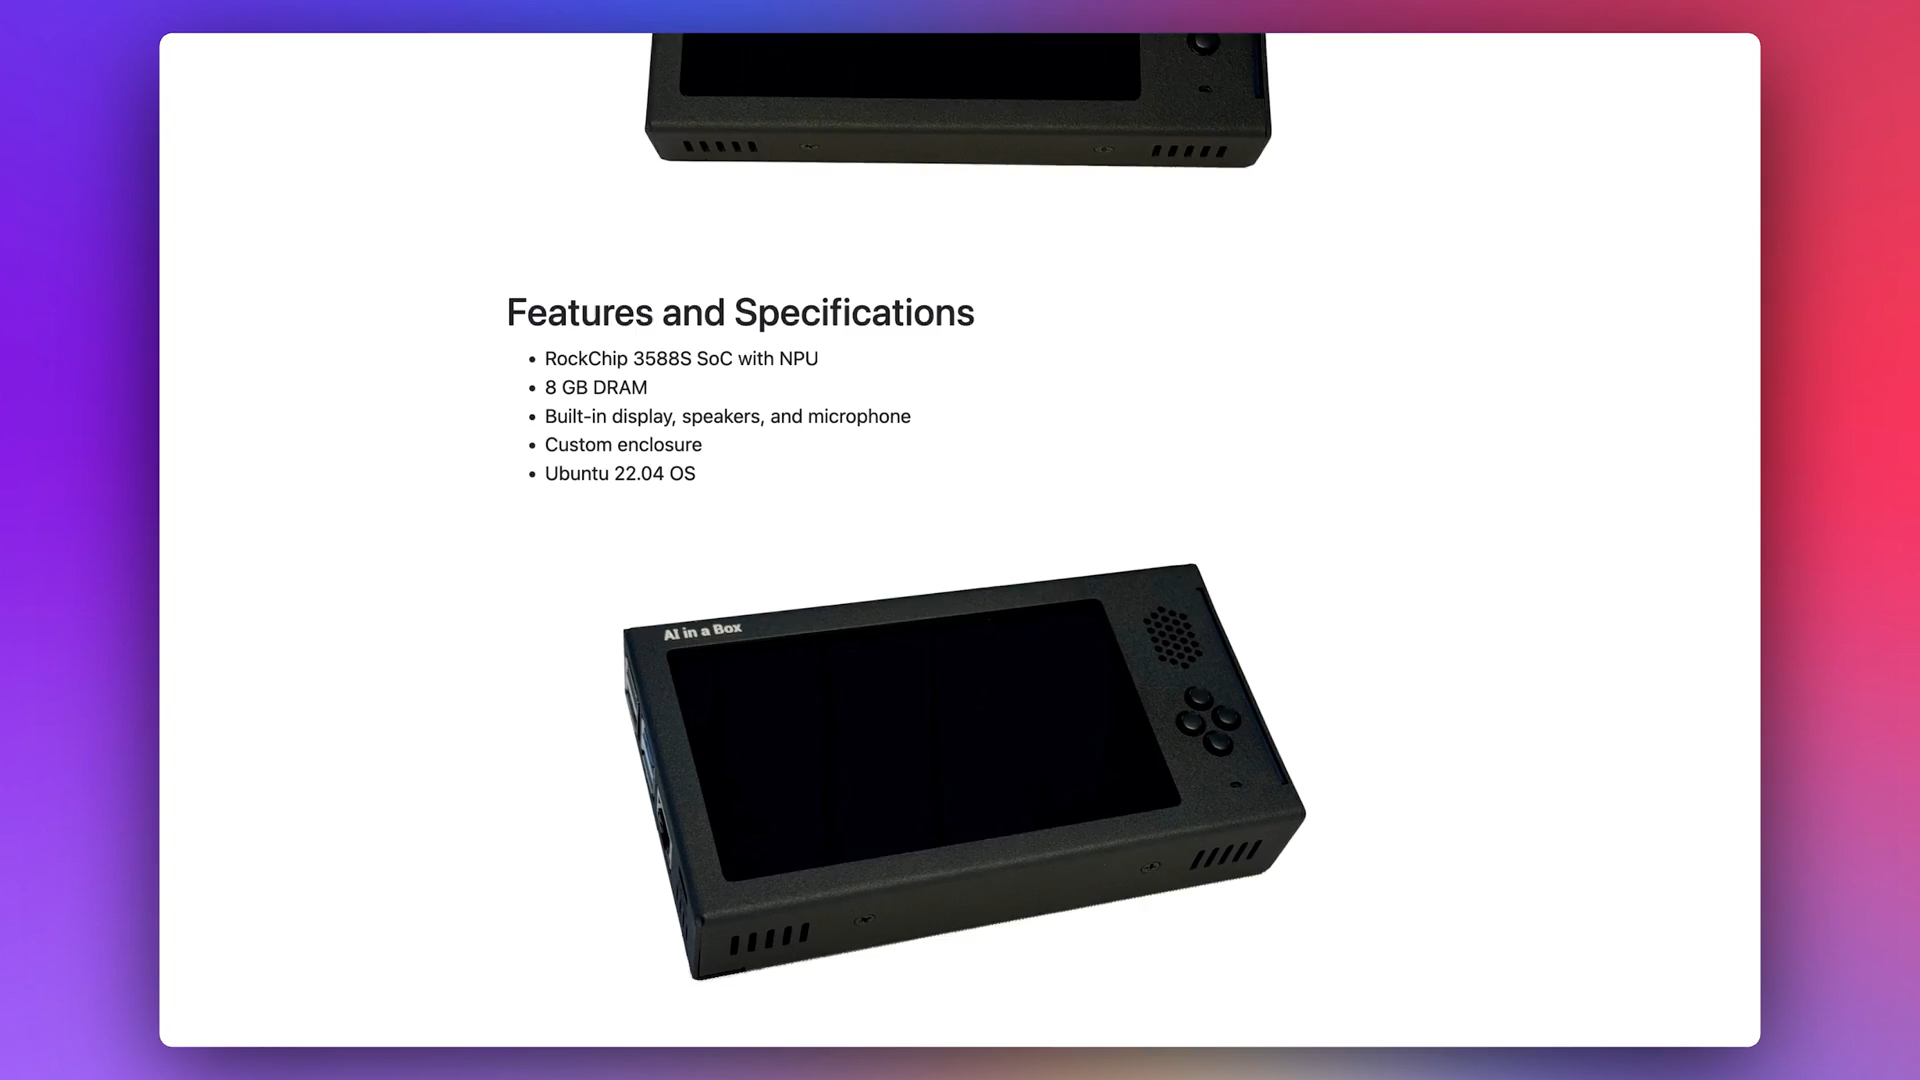 Features and Specifications
• RockChip 3588S SoC with NPU
• 8 GB DRAM
• Built-in display, speakers, and microphone
• Custom enclosure
• Ubuntu 22.04 OS
AI in a Box